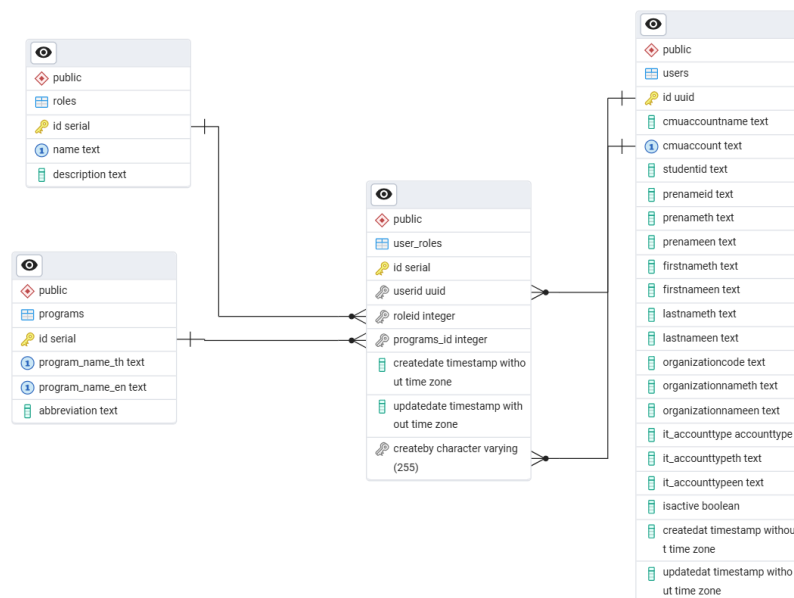 public
roles
id serial
name text
description text
public
programs
id serial
program_name_th text
program_name_en text
abbreviation text
public
user_roles
id serial
userid uuid
roleid integer
programs_id integer
createdate timestamp witho
ut time zone
updatedate timestamp with
out time zone
createby character varying
(255)
public
users
id uuid
cmuaccountname text
1 cmuaccount text
studentid text
prenameid text
prenameth text
prenameen text
firstnameth text
firstnameen text
lastnameth text
lastnameen text
organizationcode text
organizationnameth text
organizationnameen text
it_accounttype accounttype
it_accounttypeth text
it_accounttypeen text
isactive boolean
createdat timestamp withou
t time zone
updatedat timestamp witho
ut time zone